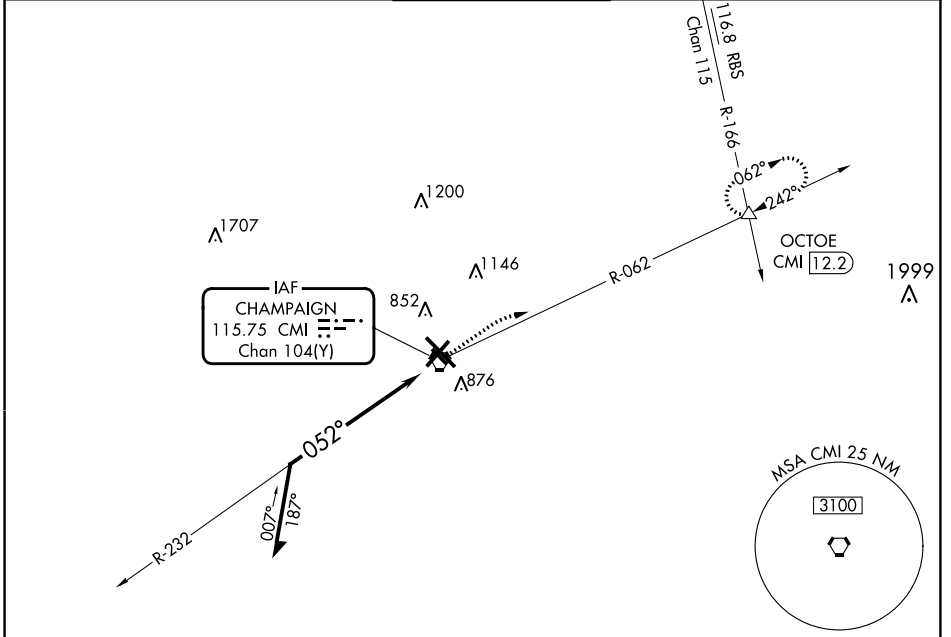 116.8 RBS
Chan 115
R-166
062°
242°
1200
1707
OCTOE
CMI 12.2
1146
R-062
1999
IAF
CHAMPAIGN
115.75 CMI
Chan 104(Y)
852
876
052°
MSA CMI 25 NM
3100
007°
187°
R-232